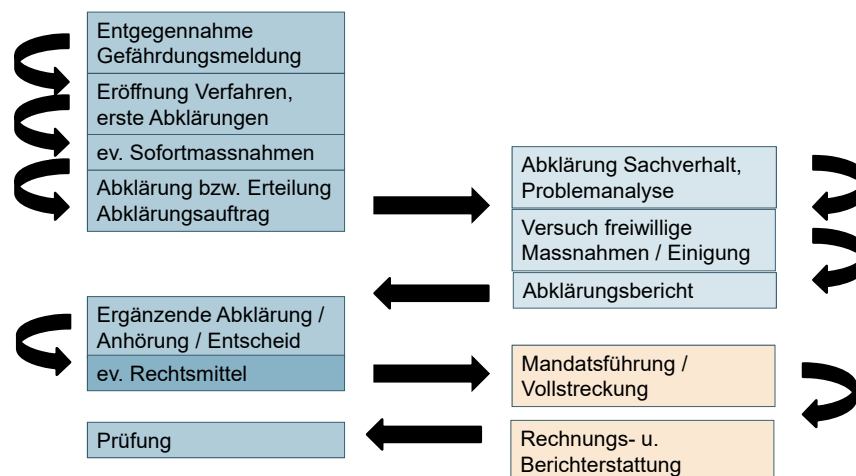 Entgegennahme
Gefährdungsmeldung
Eröffnung Verfahren,
erste Abklärungen
ev. Sofortmassnahmen
Abklärung bzw. Erteilung
Abklärungsauftrag
Abklärung Sachverhalt,
Problemanalyse
Versuch freiwillige
Massnahmen / Einigung
Abklärungsbericht
Ergänzende Abklärung /
Anhörung / Entscheid
ev. Rechtsmittel
Mandatsführung /
Vollstreckung
Rechnungs- u.
Berichterstattung
Prüfung